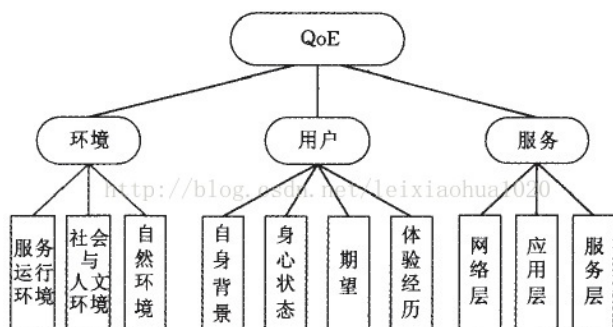 QoE
环境
用户
服务
http://blog.csdn.net/leixiaohua1020
服务运行环境
社会与人文环境
自然环境
自身背景
身心状态
期望
体验经历
网络层
应用层
服务层